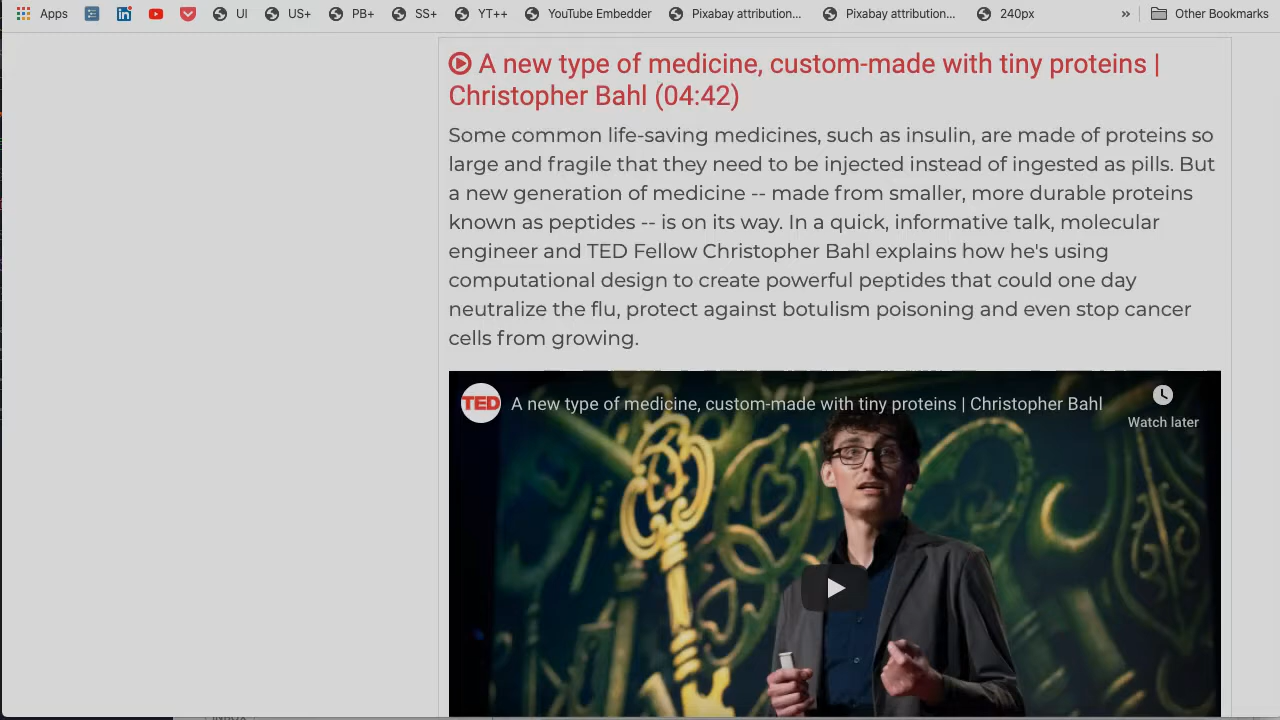 Apps UI US+ PB+ SS+ YT++ YouTube Embedder Pixabay attribution... Pixabay attribution... 240px » Other Bookmarks
A new type of medicine, custom-made with tiny proteins |
Christopher Bahl (04:42)
Some common life-saving medicines, such as insulin, are made of proteins so
large and fragile that they need to be injected instead of ingested as pills. But
a new generation of medicine -- made from smaller, more durable proteins
known as peptides -- is on its way. In a quick, informative talk, molecular
engineer and TED Fellow Christopher Bahl explains how he's using
computational design to create powerful peptides that could one day
neutralize the flu, protect against botulism poisoning and even stop cancer
cells from growing.
TED A new type of medicine, custom-made with tiny proteins | Christopher Bahl
Watch later